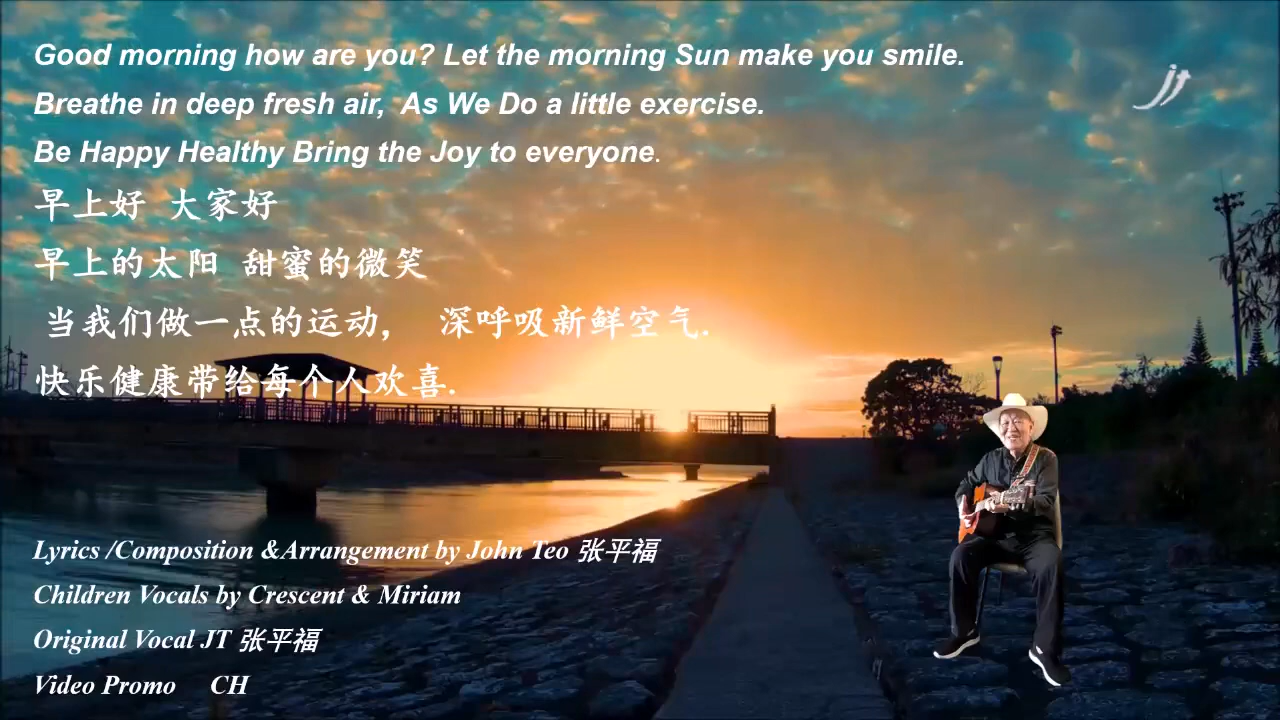 Good morning how are you? Let the morning Sun make you smile.
Breathe in deep fresh air, As We Do a little exercise.
Be Happy Healthy Bring the Joy to everyone.
早上好 大家好
早上的太阳 甜蜜的微笑
当我们做一点的运动, 深呼吸新鲜空气.
快乐健康带给每个人欢喜.
Lyrics /Composition &Arrangement by John Teo 张平福
Children Vocals by Crescent & Miriam
Original Vocal JT 张平福
Video Promo CH
jt